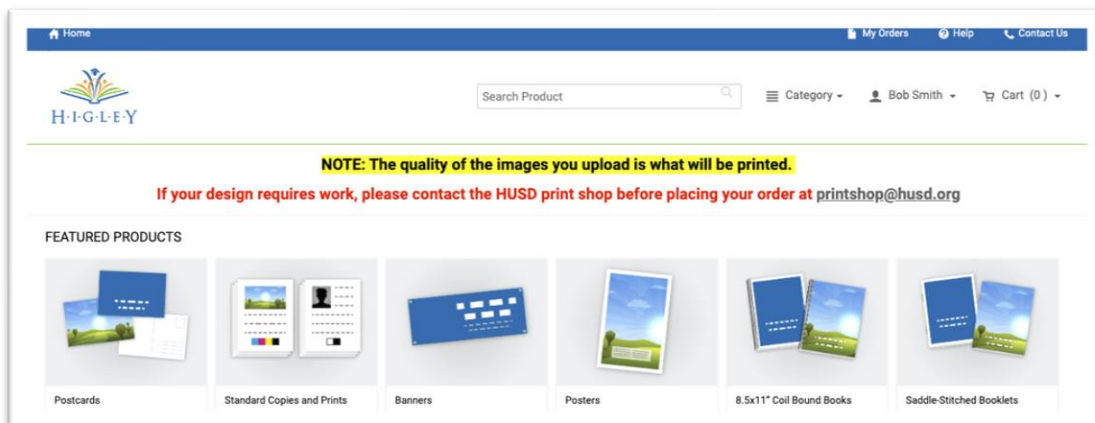 Home My Orders Help Contact Us
H·I·G·L·E·Y
Search Product Category Bob Smith Cart (0)
NOTE: The quality of the images you upload is what will be printed.
If your design requires work, please contact the HUSD print shop before placing your order at printshop@husd.org
FEATURED PRODUCTS
Postcards
Standard Copies and Prints
Banners
Posters
8.5x11" Coil Bound Books
Saddle-Stitched Booklets